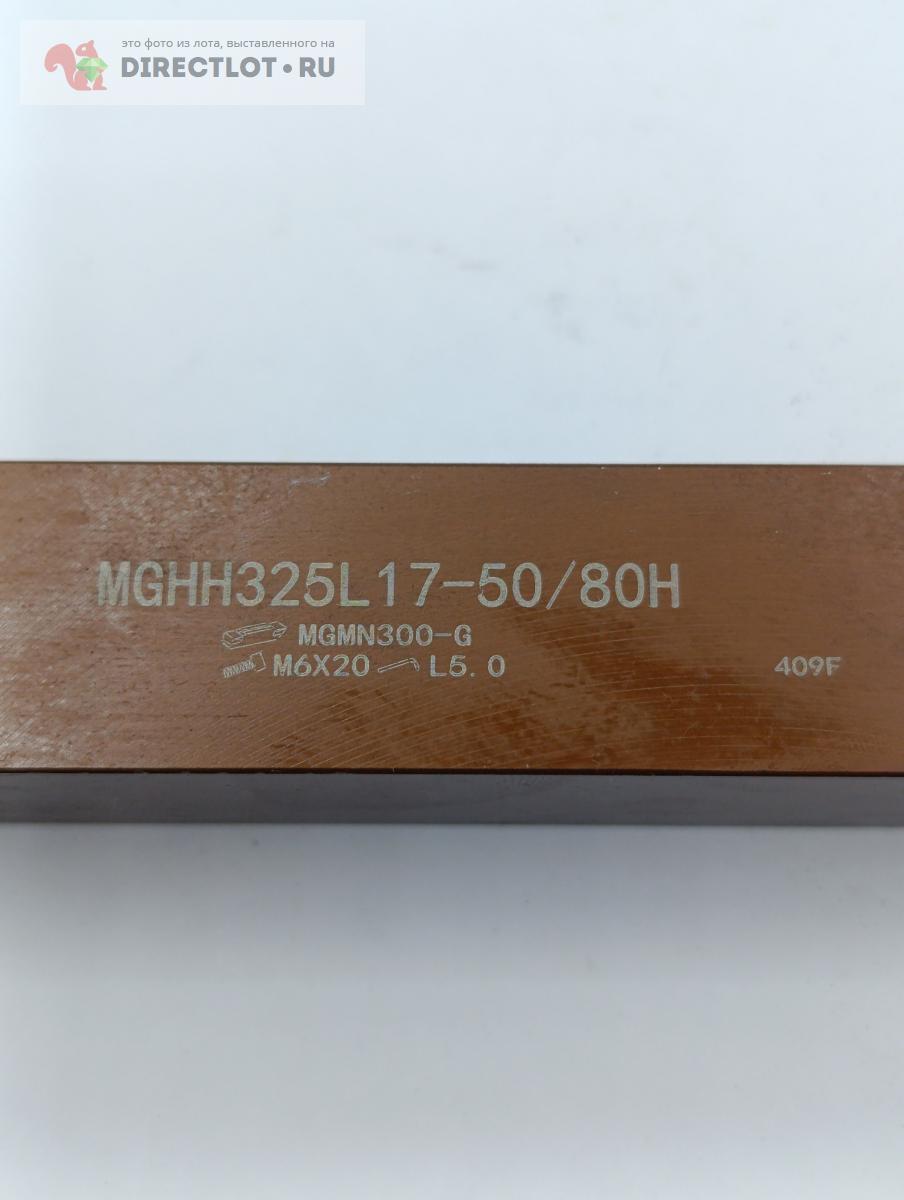 это фото из лота, выставленного на
DIRECTLOT•RU
MGHH325L17-50/80H
MGMN300-G
M6X20 L5.0
409F